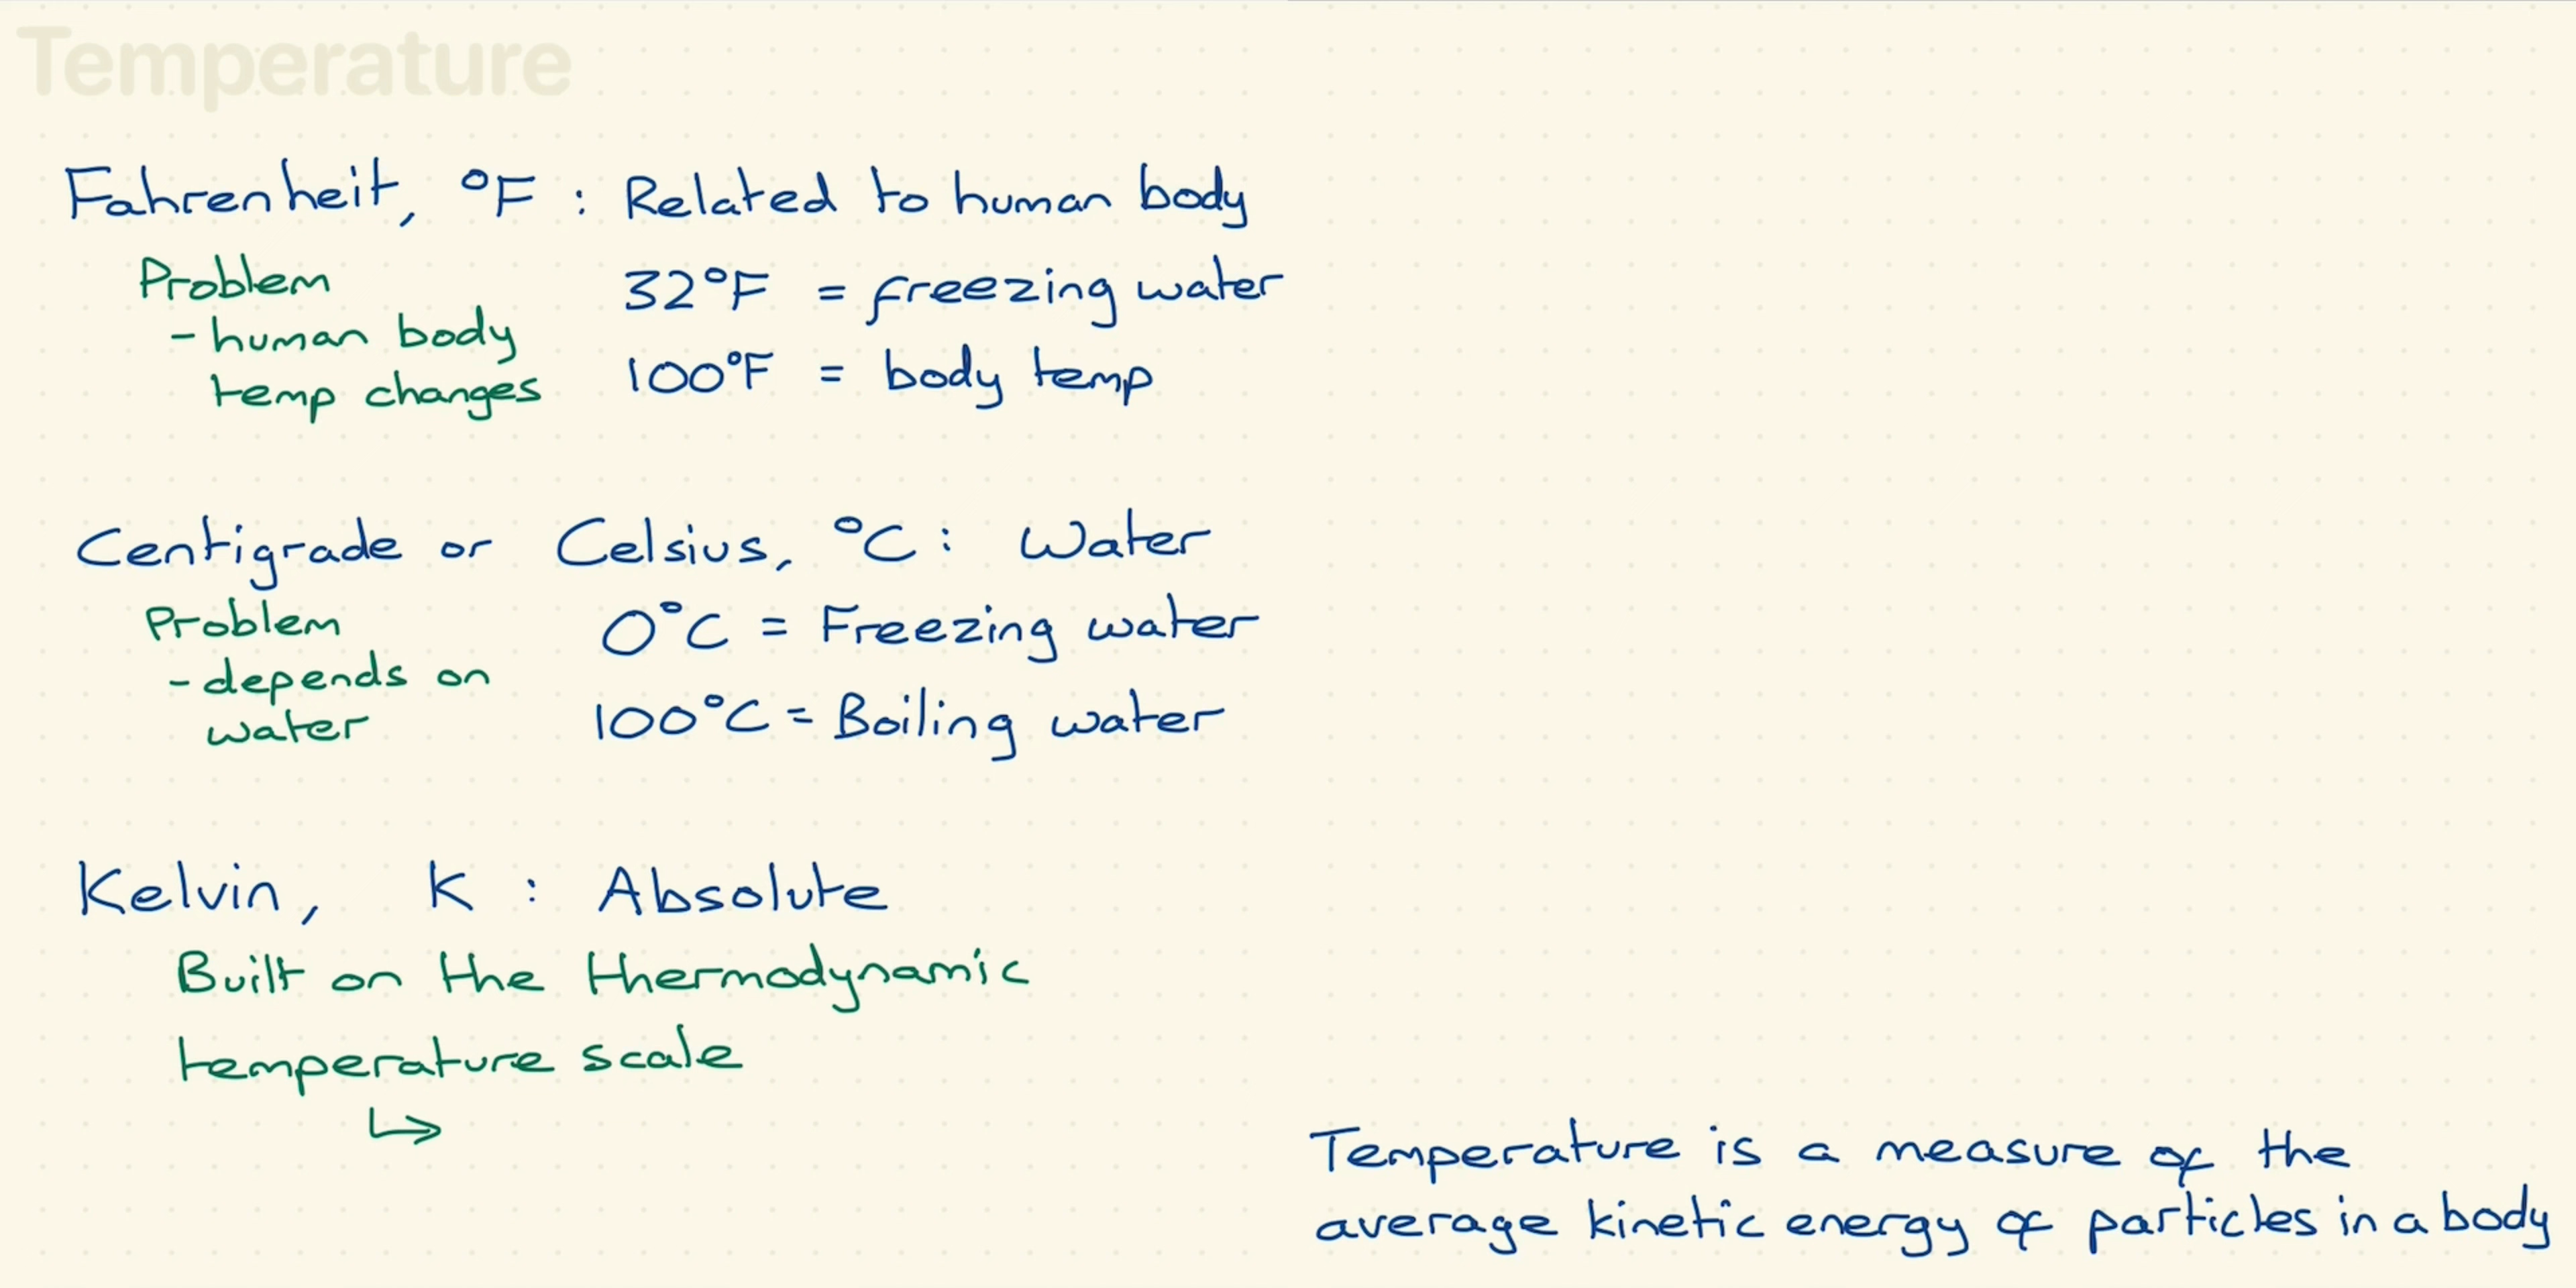 Temperature
Fahrenheit, °F : Related to human body
Problem
- human body
temp changes
32°F = freezing water
100°F = body temp
Centigrade or Celsius, °C : Water
Problem
- depends on
water
0°C = Freezing water
100°C = Boiling water
Kelvin, K : Absolute
Built on the thermodynamic
temperature scale
↳
Temperature is a measure of the
average kinetic energy of particles in a body